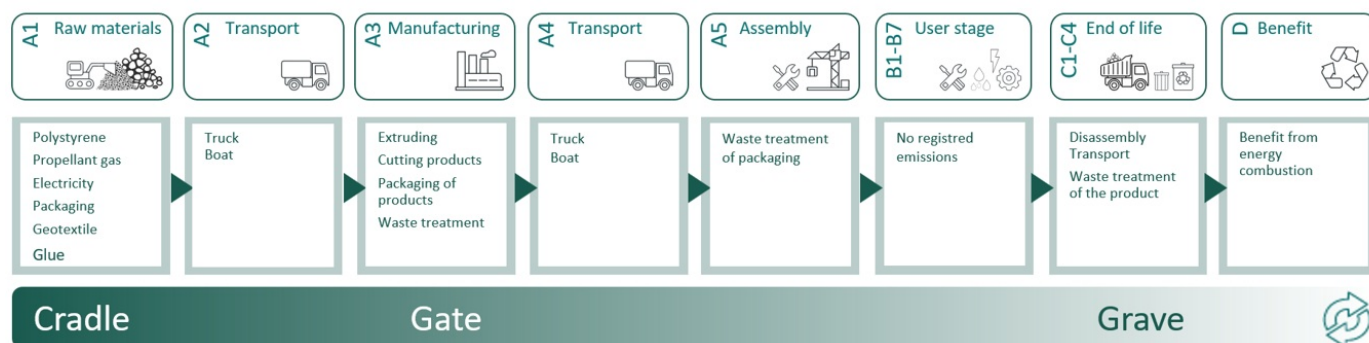 A1 Raw materials
A2 Transport
A3 Manufacturing
A4 Transport
A5 Assembly
B1-B7 User stage
C1-C4 End of life
D Benefit
Polystyrene
Propellant gas
Electricity
Packaging
Geotextile
Glue
Truck
Boat
Extruding
Cutting products
Packaging of
products
Waste treatment
Truck
Boat
Waste treatment
of packaging
No registred
emissions
Disassembly
Transport
Waste treatment
of the product
Benefit from
energy
combustion
Cradle
Gate
Grave